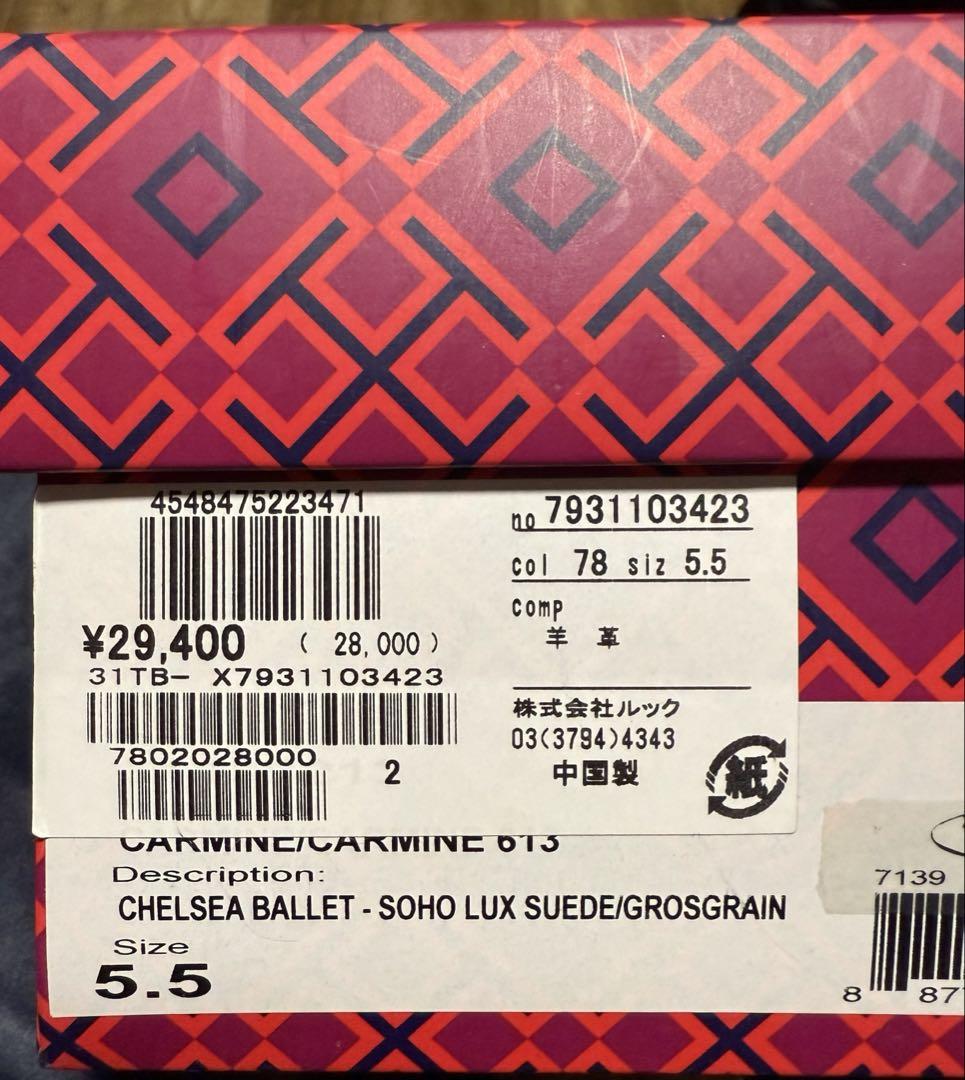 4548475223471
¥29,400 ( 28,000 )
31TB- X7931103423
7802028000
2
no 7931103423
col 78 siz 5.5
comp
羊 革
株式会社ルック
03(3794)4343
中国製
紙
CARMINE/CARMINE 613
Description:
CHELSEA BALLET - SOHO LUX SUEDE/GROSGRAIN
Size
5.5
7139
8 877